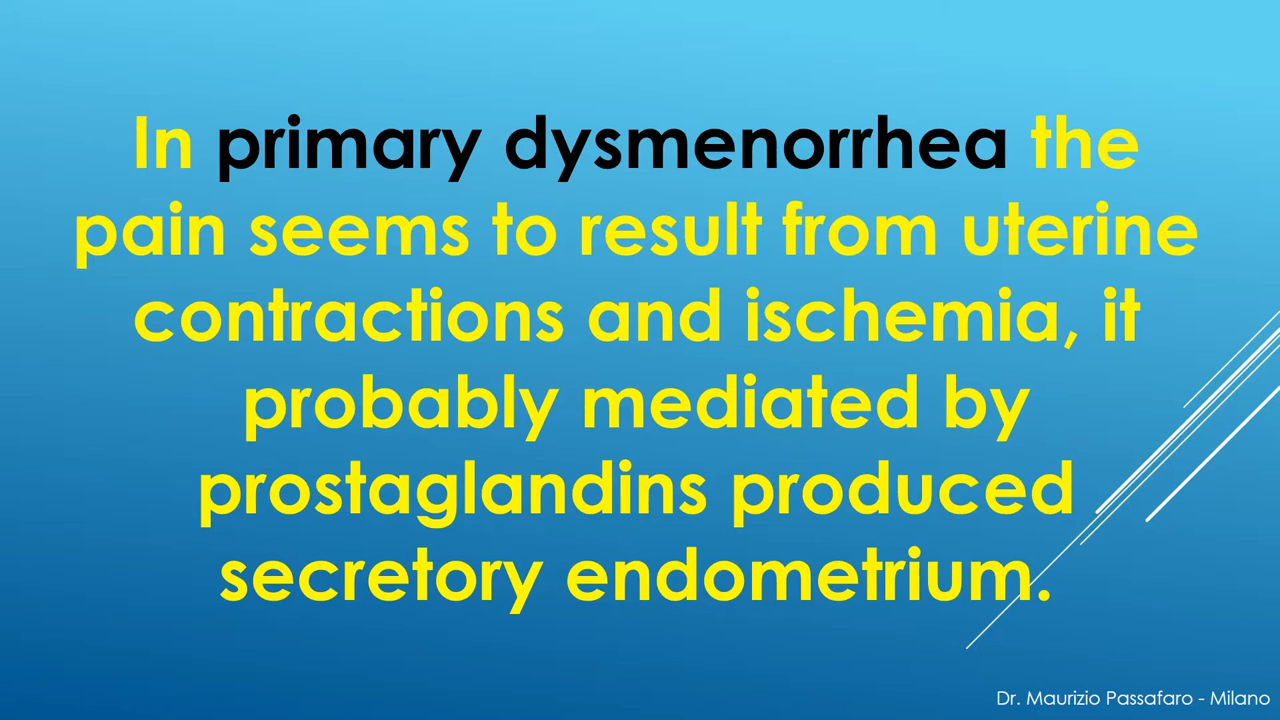 In primary dysmenorrhea the
pain seems to result from uterine
contractions and ischemia, it
probably mediated by
prostaglandins produced
secretory endometrium.
Dr. Maurizio Passafaro - Milano